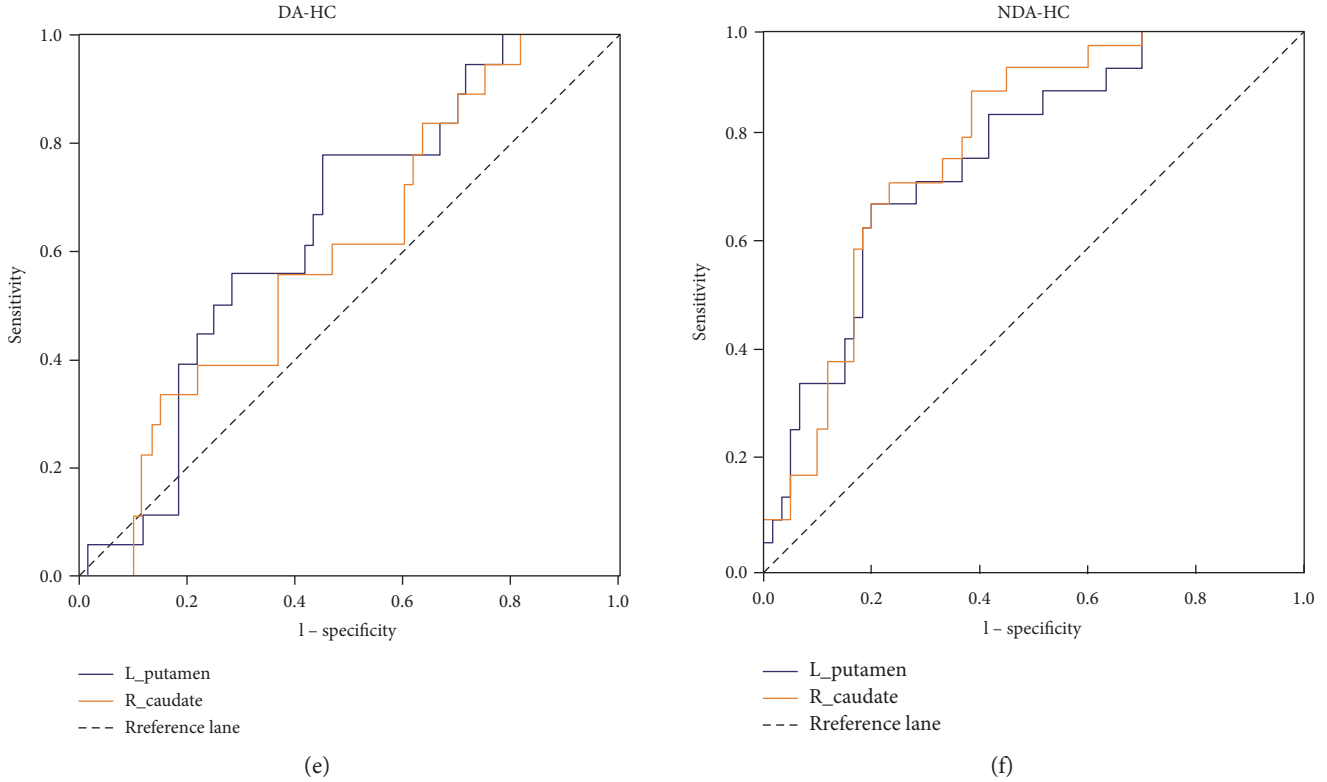 DA-HC
1.0
0.8
0.6
0.4
0.2
0.0
Sensitivity
0.0 0.2 0.4 0.6 0.8 1.0
l – specificity
L_putamen
R_caudate
Rreference lane
(e)
NDA-HC
1.0
0.8
0.6
0.4
0.2
0.0
Sensitivity
0.0 0.2 0.4 0.6 0.8 1.0
l – specificity
L_putamen
R_caudate
Rreference lane
(f)